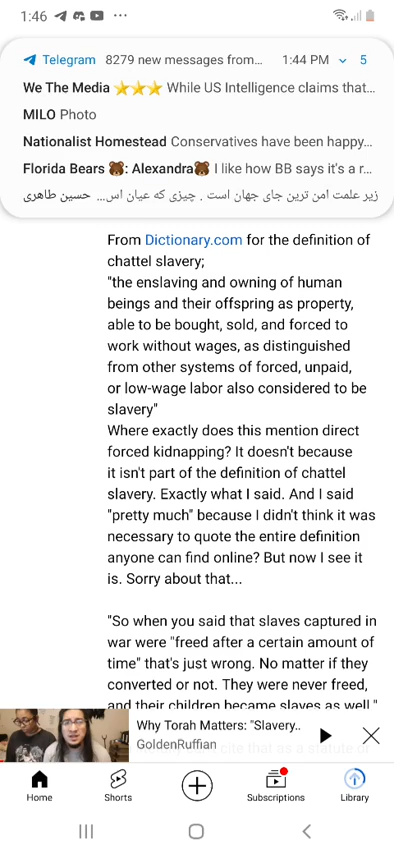 1:46
Telegram 8279 new messages from... 1:44 PM 5
We The Media ⭐⭐⭐ While US Intelligence claims that...
MILO Photo
Nationalist Homestead Conservatives have been happy...
Florida Bears 🐻: Alexandra🐻 I like how BB says it's a r...
زیر علمت امن ترین جای جهان است . چیزی که عیان اس... حسین طاهری
From Dictionary.com for the definition of
chattel slavery;
"the enslaving and owning of human
beings and their offspring as property,
able to be bought, sold, and forced to
work without wages, as distinguished
from other systems of forced, unpaid,
or low-wage labor also considered to be
slavery"
Where exactly does this mention direct
forced kidnapping? It doesn't because
it isn't part of the definition of chattel
slavery. Exactly what I said. And I said
"pretty much" because I didn't think it was
necessary to quote the entire definition
anyone can find online? But now I see it
is. Sorry about that...
"So when you said that slaves captured in
war were "freed after a certain amount of
time" that's just wrong. No matter if they
converted or not. They were never freed,
and their children became slaves as well."
cite that as a statute or
Why Torah Matters: "Slavery..
GoldenRuffian
Home
Shorts
Subscriptions
Library